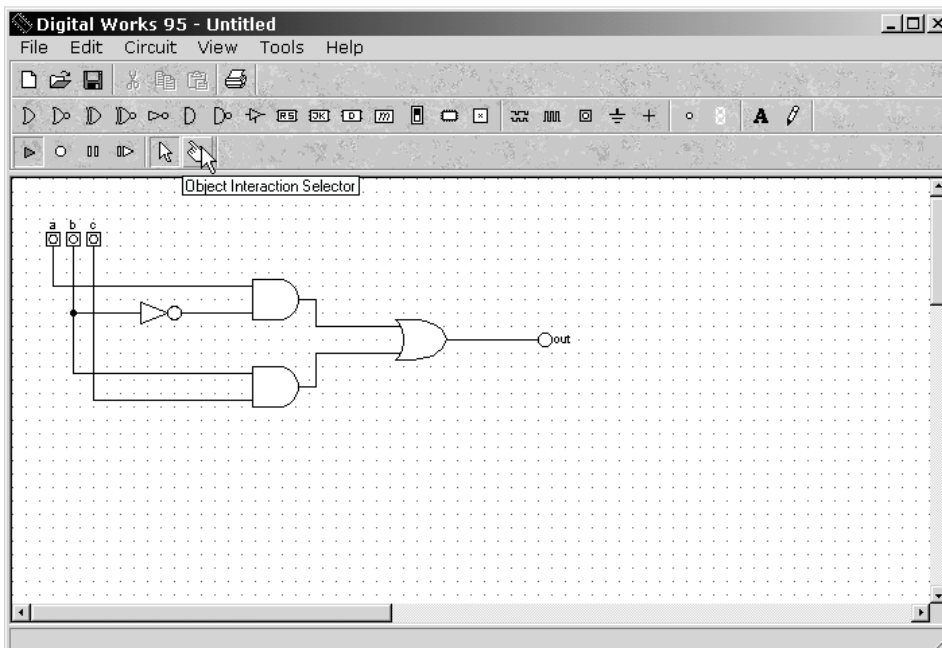 Digital Works 95 - Untitled
File Edit Circuit View Tools Help
RS JK D m
A
Object Interaction Selector
a b c
out